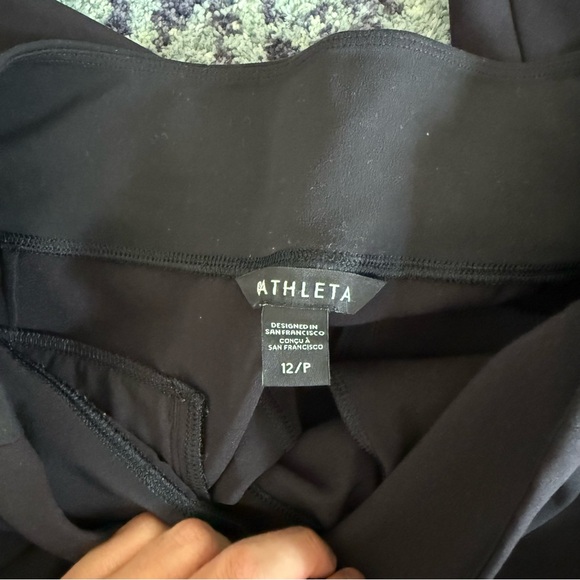 ATHLETA
DESIGNED IN
SAN FRANCISCO
CONÇU À
SAN FRANCISCO
12/P